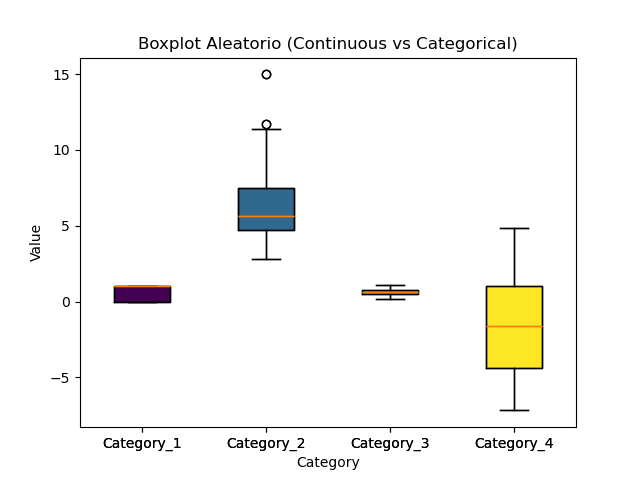 Boxplot Aleatorio (Continuous vs Categorical)
15
10
5
0
−5
Value
Category_1
Category_2
Category_3
Category_4
Category